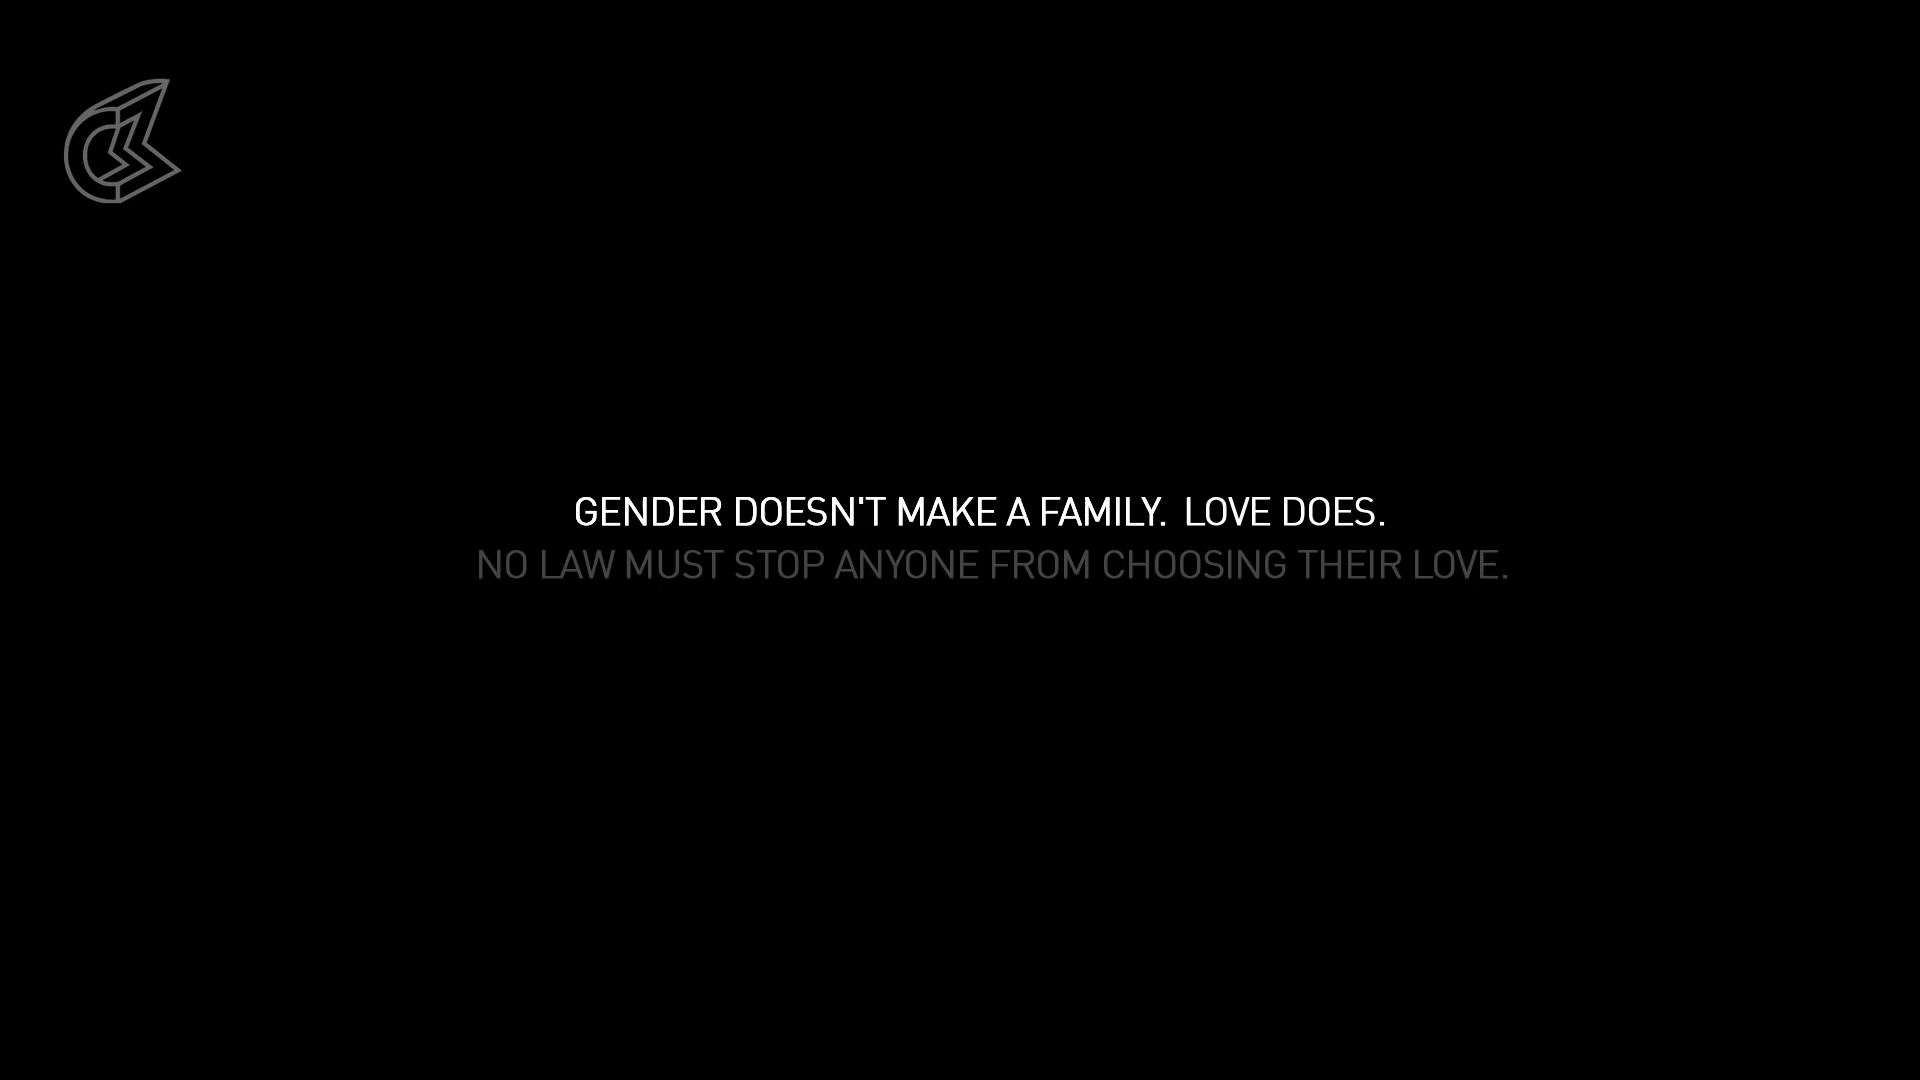 GENDER DOESN'T MAKE A FAMILY. LOVE DOES.
NO LAW MUST STOP ANYONE FROM CHOOSING THEIR LOVE.